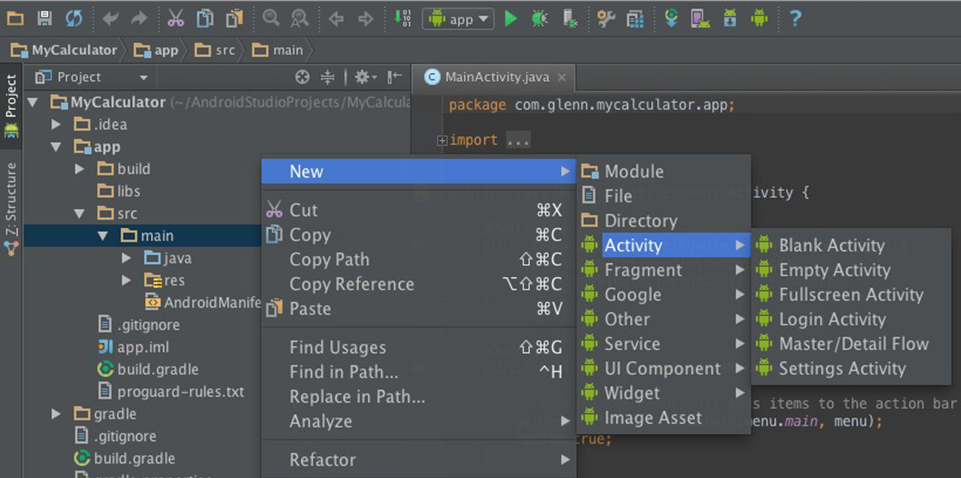 app
MyCalculator
app
src
main
Project
MainActivity.java
Project
Z: Structure
MyCalculator (~/AndroidStudioProjects/MyCalcula
.idea
app
build
libs
src
main
java
res
AndroidManife
.gitignore
app.iml
build.gradle
proguard-rules.txt
gradle
.gitignore
build.gradle
package com.glenn.mycalculator.app;
import ...
Activity {
New
Cut ⌘X
Copy ⌘C
Copy Path ⇧⌘C
Copy Reference ⌥⇧⌘C
Paste ⌘V
Find Usages ⇧⌘G
Find in Path... ^H
Replace in Path...
Analyze
Refactor
Module
File
Directory
Activity
Fragment
Google
Other
Service
UI Component
Widget
Image Asset
Blank Activity
Empty Activity
Fullscreen Activity
Login Activity
Master/Detail Flow
Settings Activity
s items to the action bar
menu.main, menu);
true;